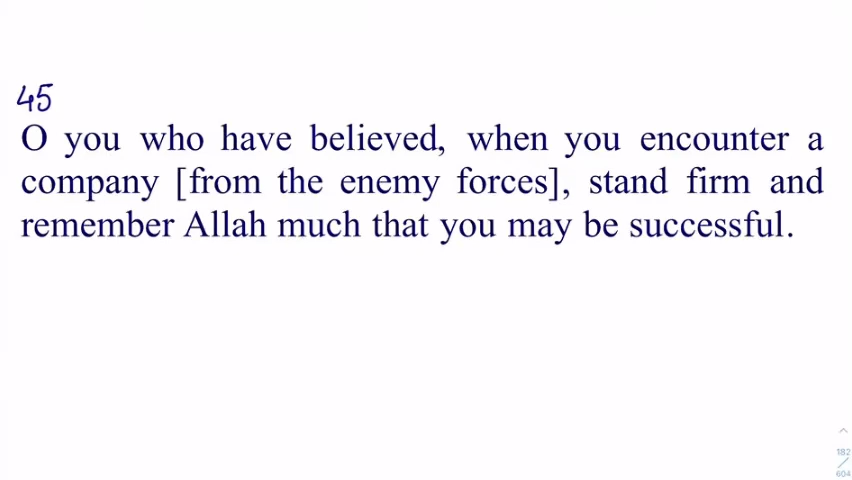 45
O you who have believed, when you encounter a
company [from the enemy forces], stand firm and
remember Allah much that you may be successful.
182
604